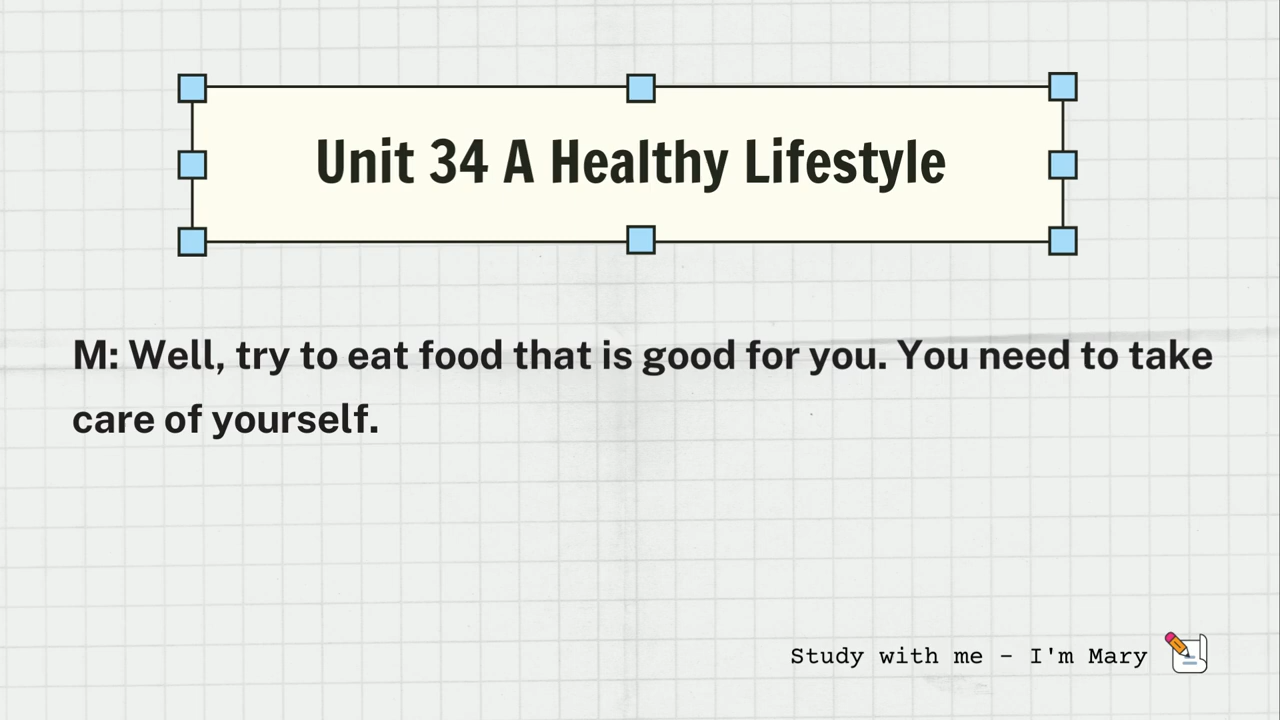 Unit 34 A Healthy Lifestyle
M: Well, try to eat food that is good for you. You need to take
care of yourself.
Study with me - I'm Mary